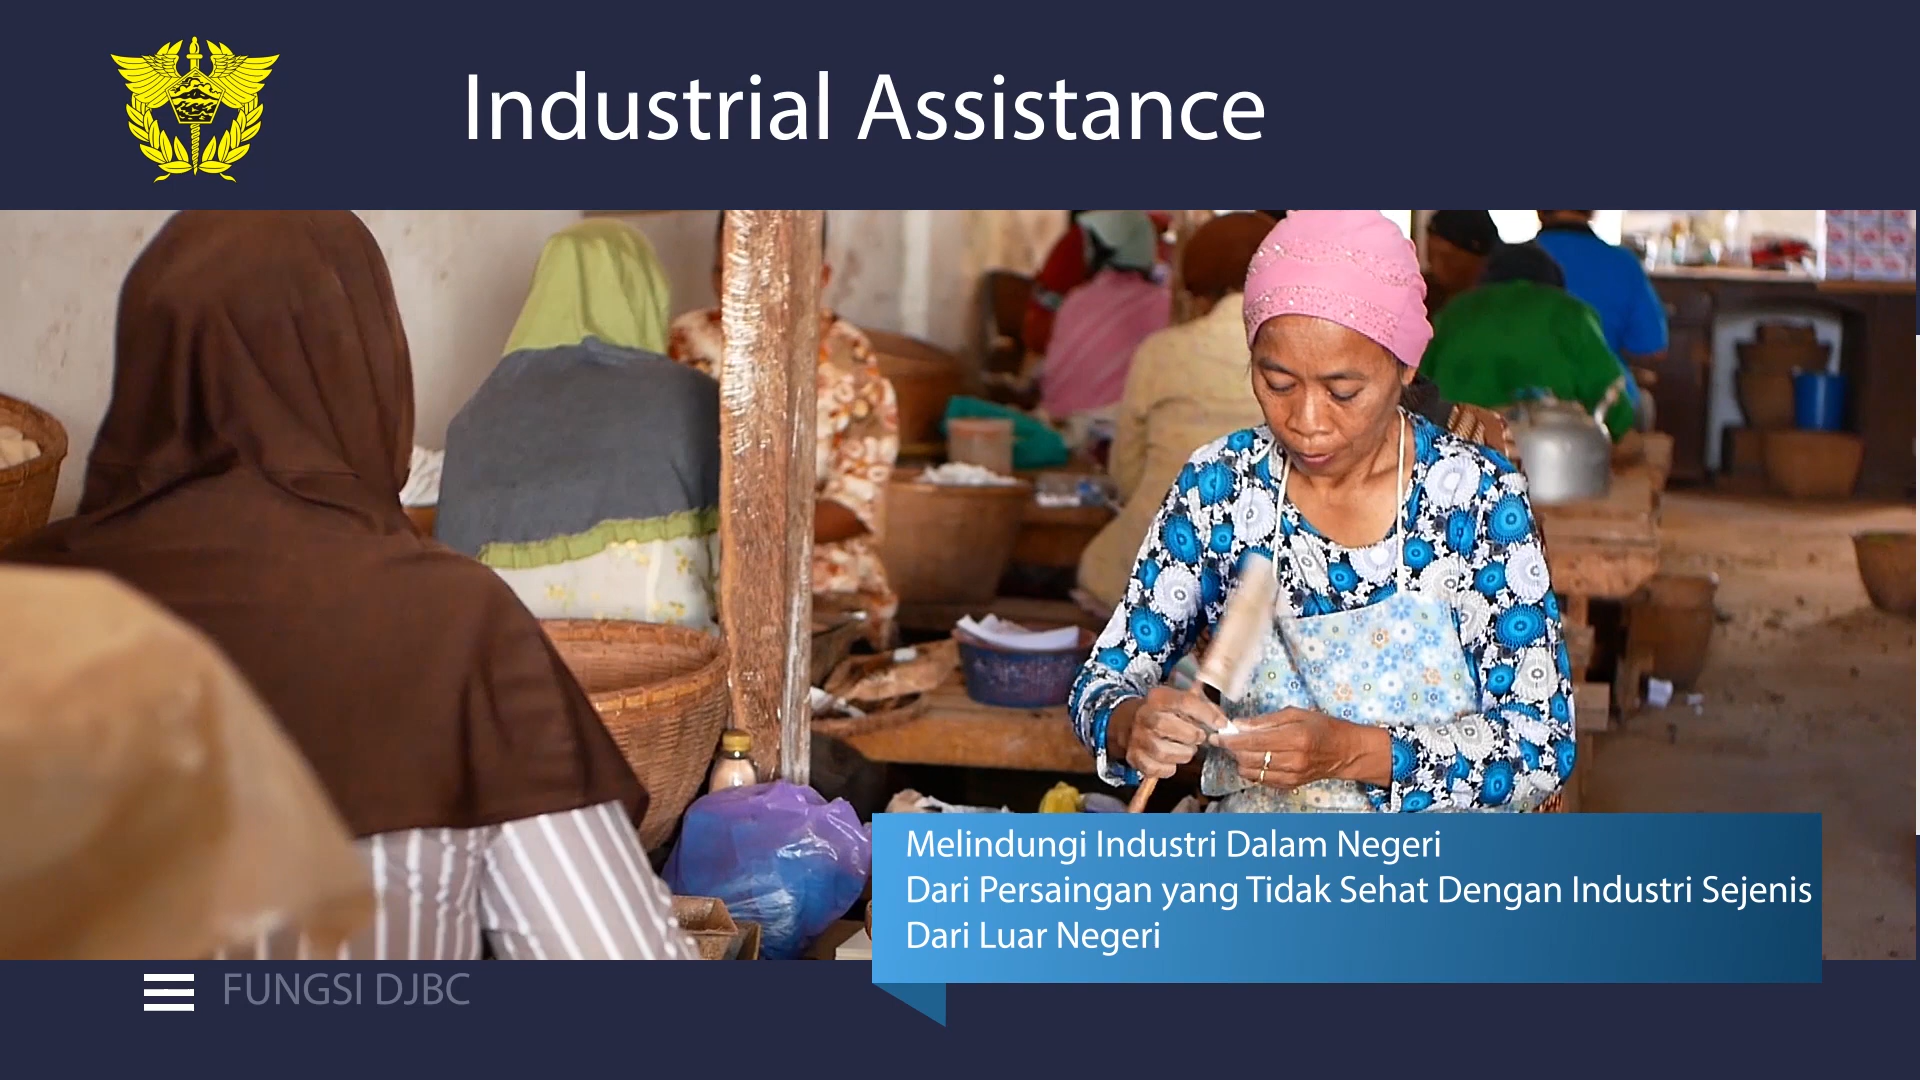 Industrial Assistance
Melindungi Industri Dalam Negeri
Dari Persaingan yang Tidak Sehat Dengan Industri Sejenis
Dari Luar Negeri
FUNGSI DJBC